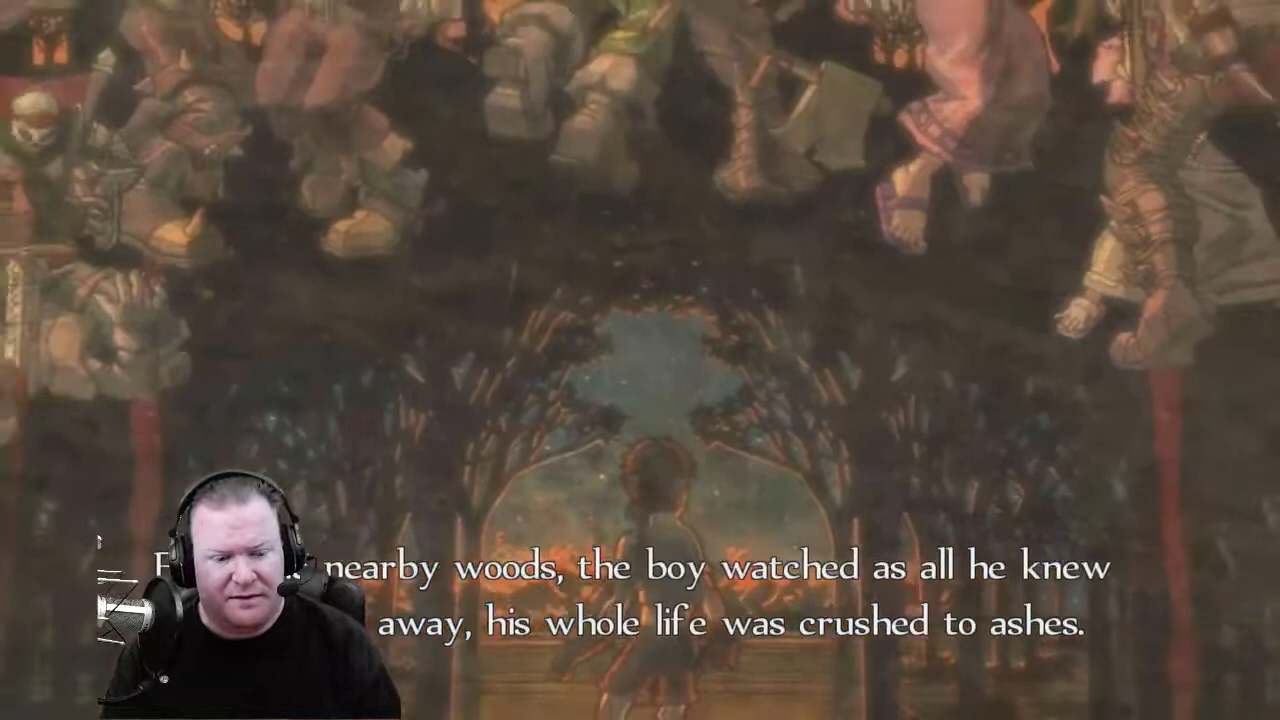 nearby woods, the boy watched as all he knew
away, his whole life was crushed to ashes.